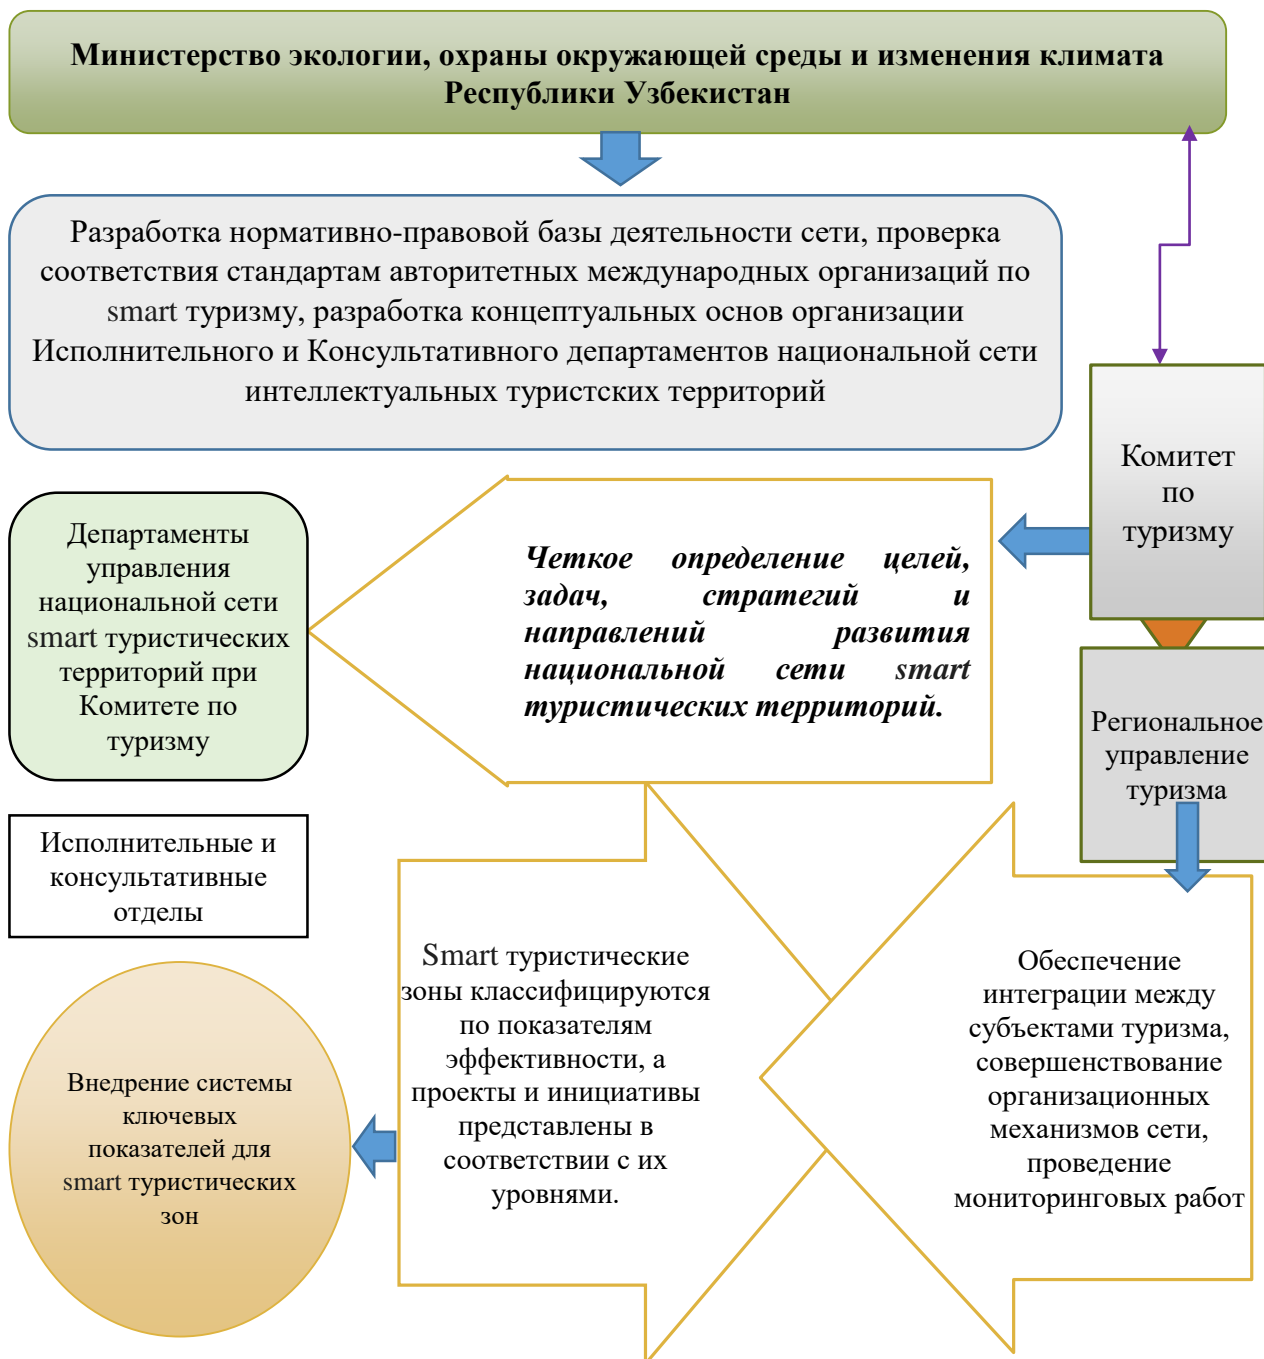 Министерство экологии, охраны окружающей среды и изменения климата
Республики Узбекистан
Разработка нормативно-правовой базы деятельности сети, проверка
соответствия стандартам авторитетных международных организаций по
smart туризму, разработка концептуальных основ организации
Исполнительного и Консультативного департаментов национальной сети
интеллектуальных туристских территорий
Комитет
по
туризму
Департаменты
управления
национальной сети
smart туристических
территорий при
Комитете по
туризму
Четкое определение целей,
задач, стратегий и
направлений развития
национальной сети smart
туристических территорий.
Региональное
управление
туризма
Исполнительные и
консультативные
отделы
Smart туристические
зоны классифицируются
по показателям
эффективности, а
проекты и инициативы
представлены в
соответствии с их
уровнями.
Обеспечение
интеграции между
субъектами туризма,
совершенствование
организационных
механизмов сети,
проведение
мониторинговых работ
Внедрение системы
ключевых
показателей для
smart туристических
зон